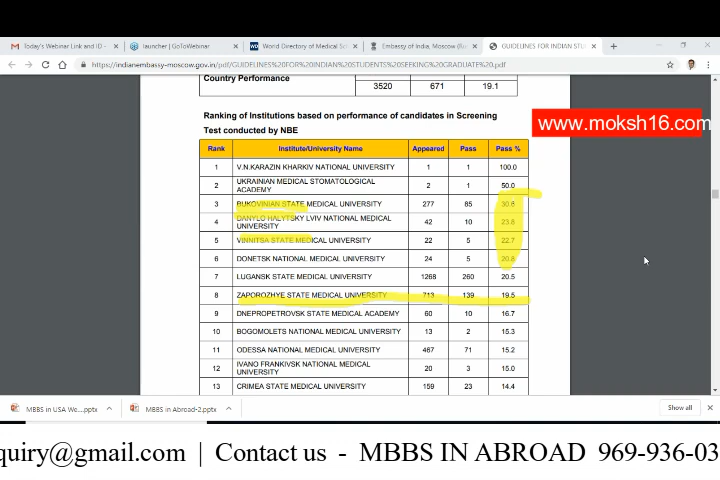 Today's Webinar Link and ID -
launcher | GoToWebinar
World Directory of Medical Sc
Embassy of India, Moscow (Rus
GUIDELINES FOR INDIAN STU
https://indianembassy-moscow.gov.in/pdf/GUIDELINES%20FOR%20INDIAN%20STUDENTS%20SEEKING%20GRADUATE%20.pdf
Country Performance
3520 671 19.1
Ranking of Institutions based on performance of candidates in Screening
Test conducted by NBE
www.moksh16.com
Rank Institute/University Name Appeared Pass Pass %
1 V.N.KARAZIN KHARKIV NATIONAL UNIVERSITY 1 1 100.0
2 UKRAINIAN MEDICAL STOMATOLOGICAL
ACADEMY 2 1 50.0
3 BUKOVINIAN STATE MEDICAL UNIVERSITY 277 85 30.6
4 DANYLO HALYTSKY LVIV NATIONAL MEDICAL
UNIVERSITY 42 10 23.8
5 VINNITSA STATE MEDICAL UNIVERSITY 22 5 22.7
6 DONETSK NATIONAL MEDICAL UNIVERSITY 24 5 20.8
7 LUGANSK STATE MEDICAL UNIVERSITY 1268 260 20.5
8 ZAPOROZHYE STATE MEDICAL UNIVERSITY 713 139 19.5
9 DNEPROPETROVSK STATE MEDICAL ACADEMY 60 10 16.7
10 BOGOMOLETS NATIONAL MEDICAL UNIVERSITY 13 2 15.3
11 ODESSA NATIONAL MEDICAL UNIVERSITY 467 71 15.2
12 IVANO FRANKIVSK NATIONAL MEDICAL
UNIVERSITY 20 3 15.0
13 CRIMEA STATE MEDICAL UNIVERSITY 159 23 14.4
MBBS in USA We....pptx
MBBS in Abroad-2.pptx
Show all
quiry@gmail.com | Contact us - MBBS IN ABROAD 969-936-03